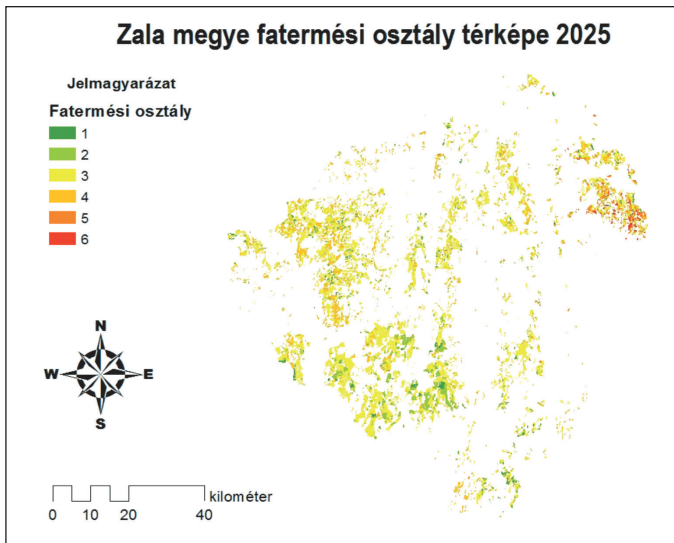 Zala megye fatermési osztály térképe 2025
Jelmagyarázat
Fatermési osztály
1
2
3
4
5
6
N
W E
S
kilométer
0 10 20 40